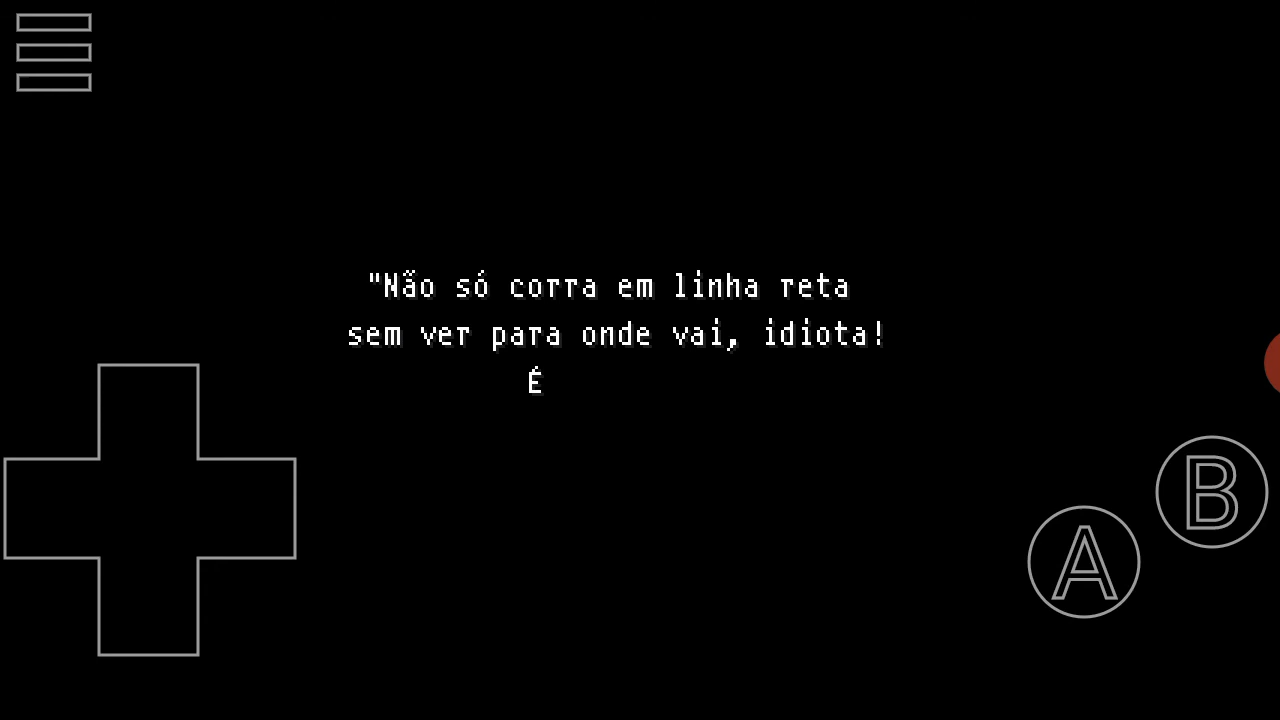 "Não só corra em linha reta
sem ver para onde vai, idiota!
É
B
A